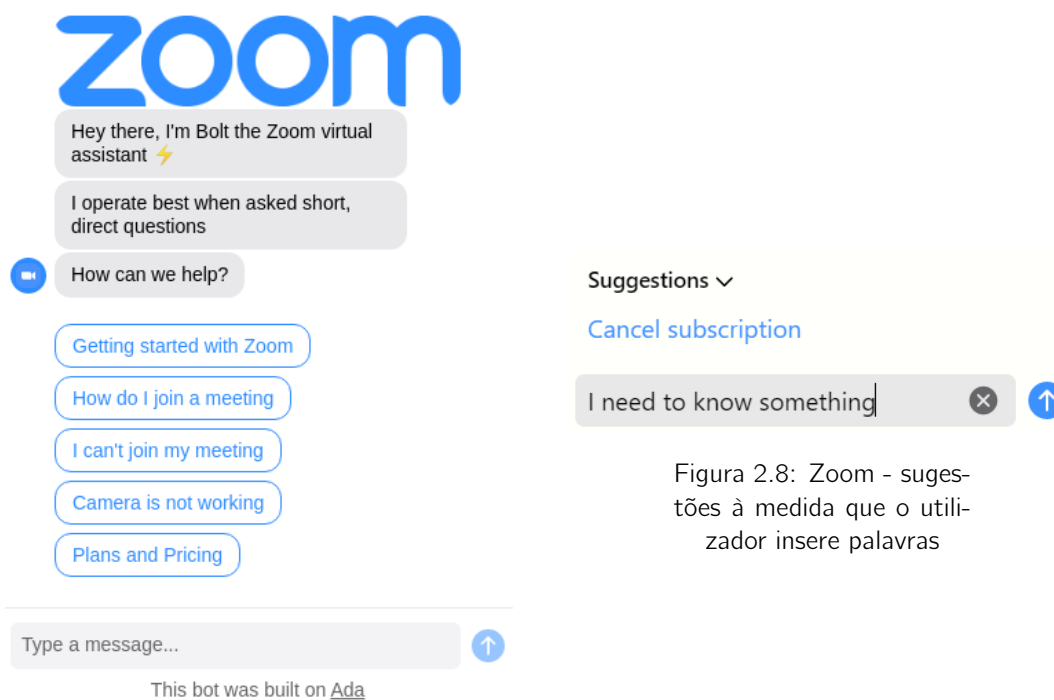 zoom
Hey there, I'm Bolt the Zoom virtual
assistant ⚡
I operate best when asked short,
direct questions
How can we help?
Getting started with Zoom
How do I join a meeting
I can't join my meeting
Camera is not working
Plans and Pricing
Type a message...
This bot was built on Ada
Suggestions
Cancel subscription
I need to know something
Figura 2.8: Zoom - suges-
tões à medida que o utili-
zador insere palavras